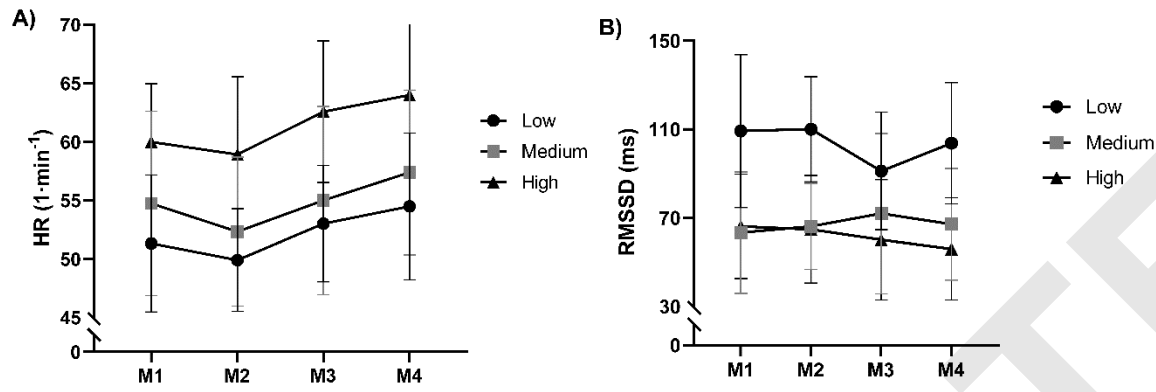 A)
HR (1·min⁻¹)
70
65
60
55
50
45
0
M1 M2 M3 M4
Low
Medium
High
B)
RMSSD (ms)
150
110
70
30
0
M1 M2 M3 M4
Low
Medium
High